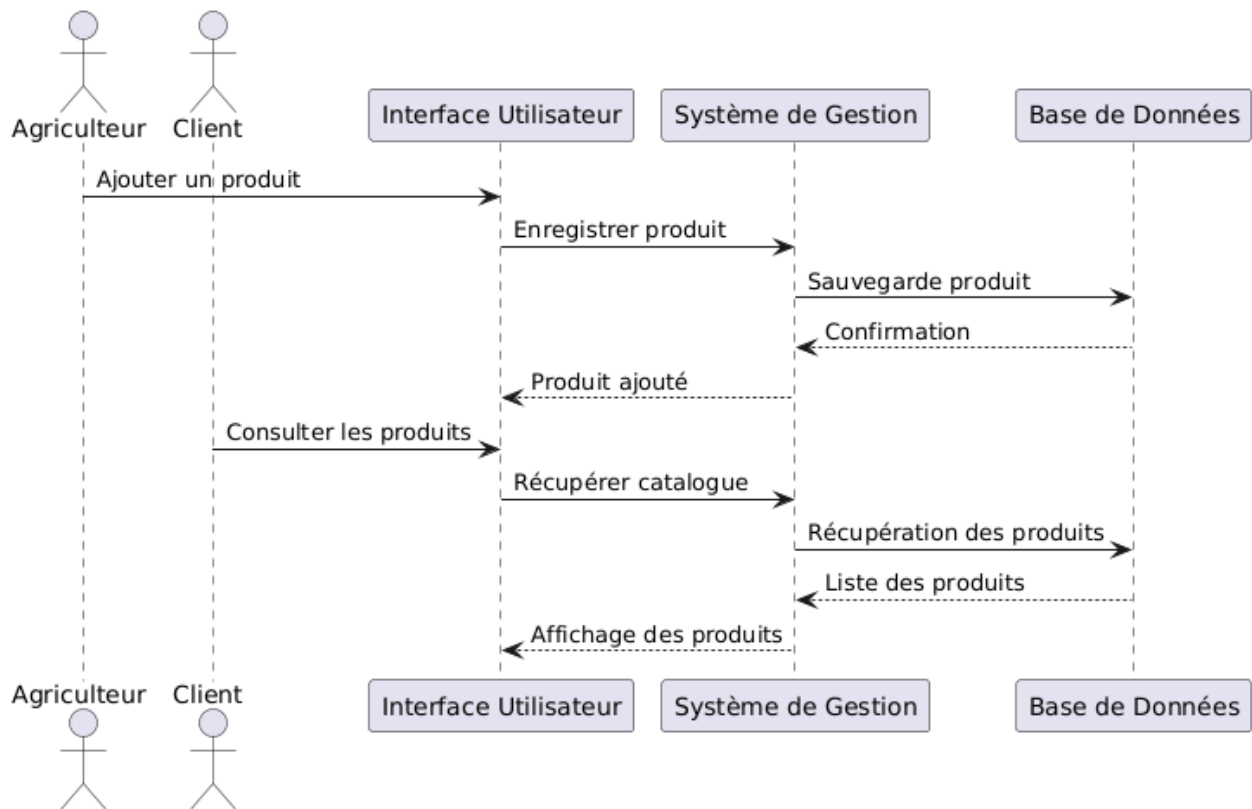 Agriculteur
Client
Interface Utilisateur
Système de Gestion
Base de Données
Ajouter un produit
Enregistrer produit
Sauvegarde produit
Confirmation
Produit ajouté
Consulter les produits
Récupérer catalogue
Récupération des produits
Liste des produits
Affichage des produits
Agriculteur
Client
Interface Utilisateur
Système de Gestion
Base de Données